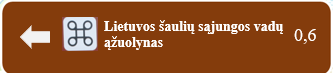 Lietuvos šaulių sąjungos vadų
ąžuolynas
0,6